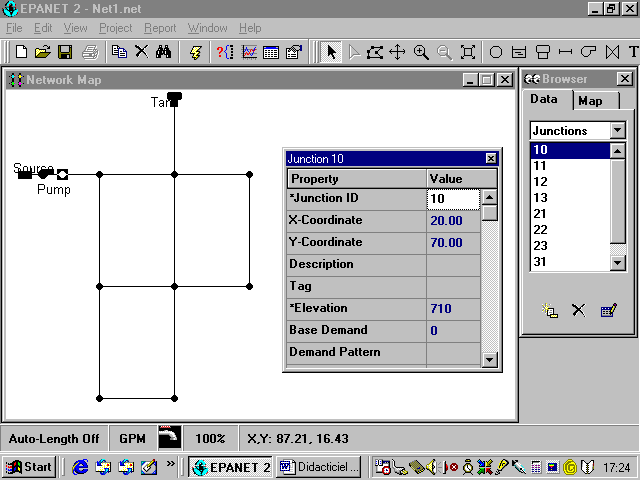 EPANET 2 - Net1.net
File Edit View Project Report Window Help
T
Network Map
Browser
Data Map
Junctions
10
11
12
13
21
22
23
31
Tan
Source
Pump
Junction 10
Property Value
*Junction ID 10
X-Coordinate 20.00
Y-Coordinate 70.00
Description
Tag
*Elevation 710
Base Demand 0
Demand Pattern
Auto-Length Off GPM 100% X,Y: 87.21, 16.43
Start » EPANET 2 Didacticiel ... 17:24